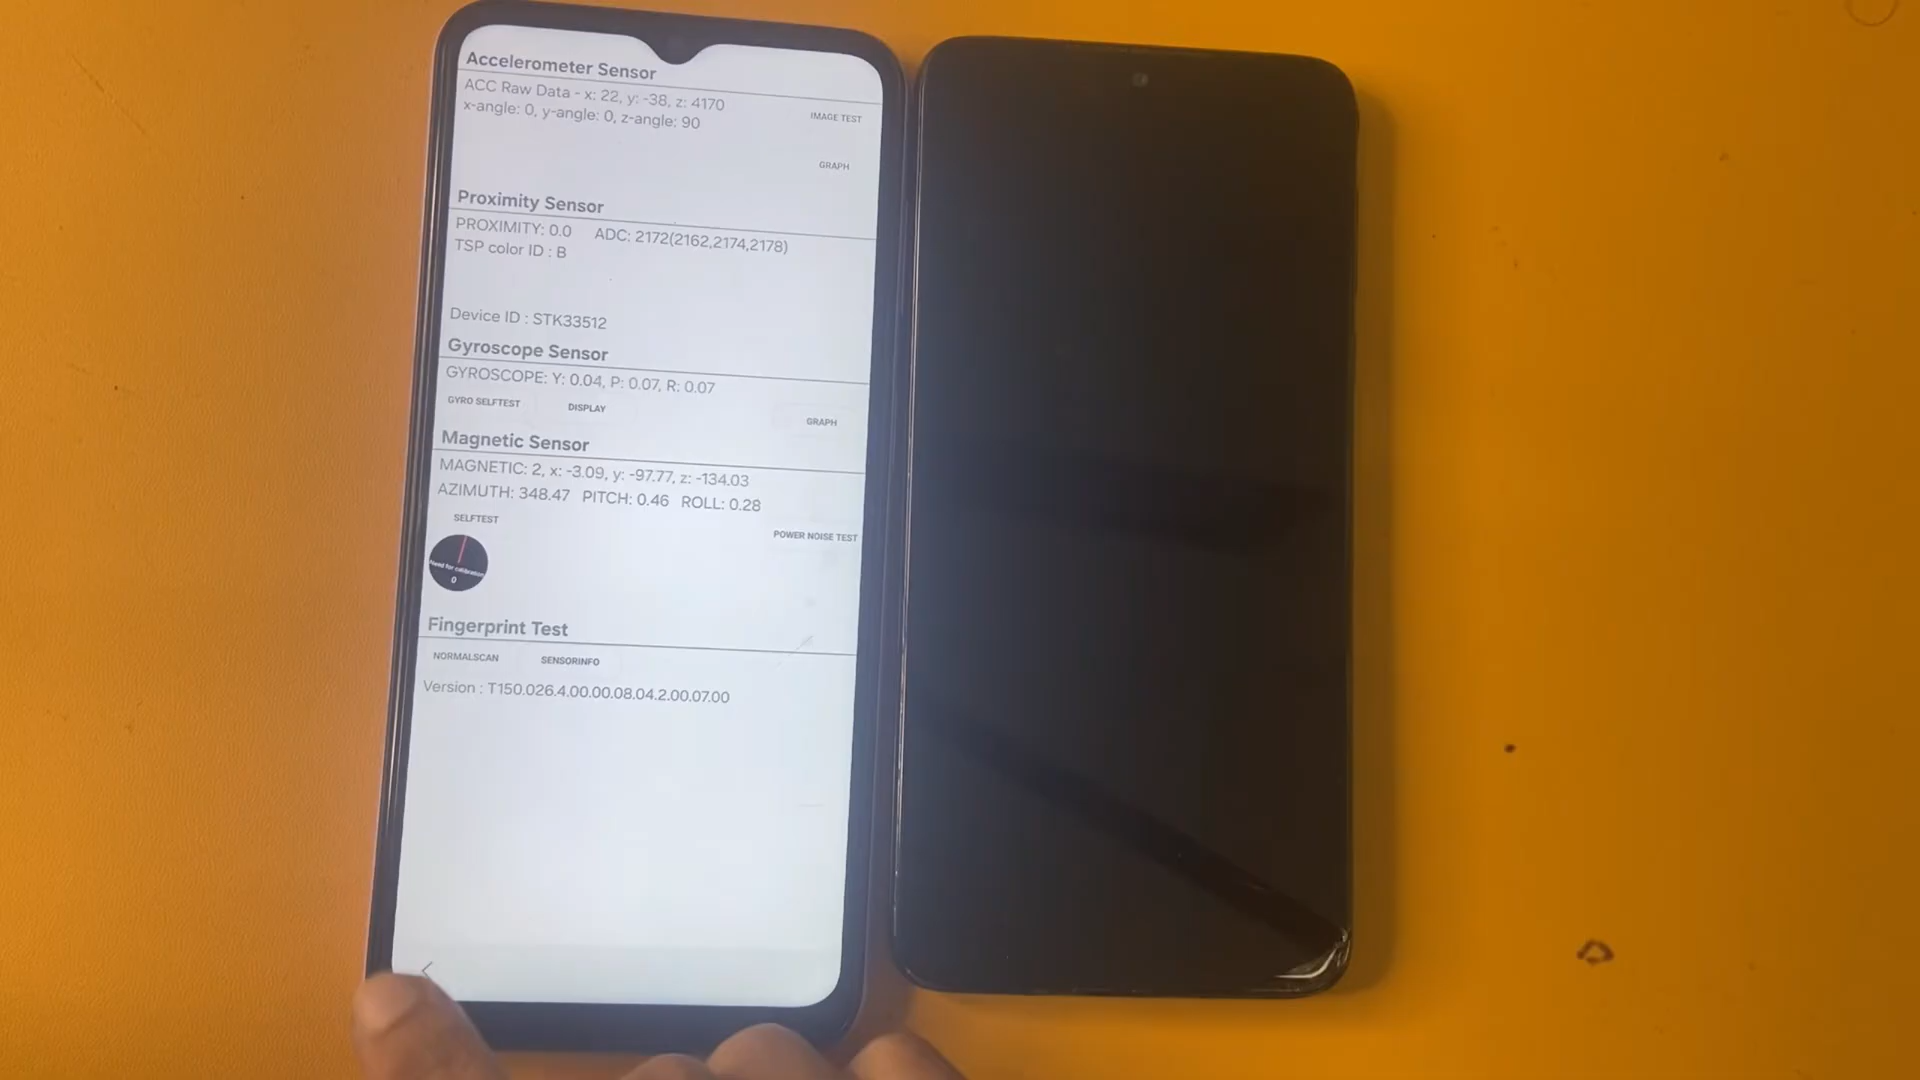 Accelerometer Sensor
ACC Raw Data - x: 22, y: -38, z: 4170
x-angle: 0, y-angle: 0, z-angle: 90
IMAGE TEST
GRAPH
Proximity Sensor
PROXIMITY: 0.0 ADC: 2172(2162,2174,2178)
TSP color ID : B
Device ID : STK33512
Gyroscope Sensor
GYROSCOPE: Y: 0.04, P: 0.07, R: 0.07
GYRO SELFTEST DISPLAY GRAPH
Magnetic Sensor
MAGNETIC: 2, x: -3.09, y: -97.77, z: -134.03
AZIMUTH: 348.47 PITCH: 0.46 ROLL: 0.28
SELFTEST POWER NOISE TEST
Need for calibration
0
Fingerprint Test
NORMALSCAN SENSORINFO
Version : T150.026.4.00.00.08.04.2.00.07.00